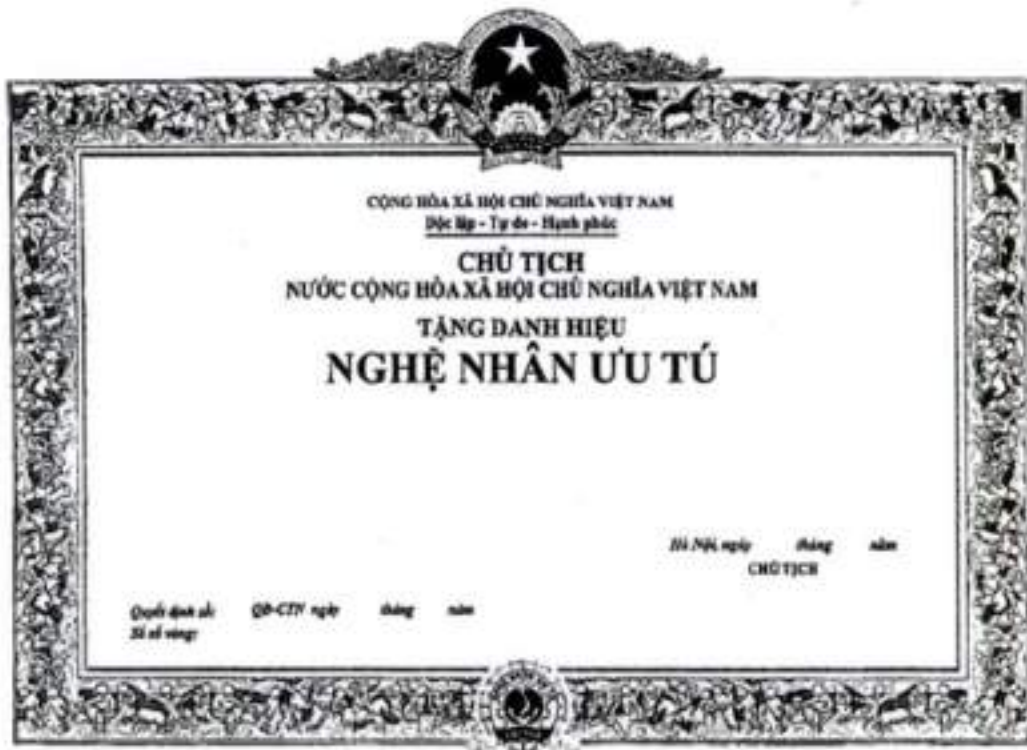 CỘNG HÒA XÃ HỘI CHỦ NGHĨA VIỆT NAM
Độc lập - Tự do - Hạnh phúc
CHỦ TỊCH
NƯỚC CỘNG HÒA XÃ HỘI CHỦ NGHĨA VIỆT NAM
TẶNG DANH HIỆU
NGHỆ NHÂN ƯU TÚ
Hà Nội, ngày tháng năm
CHỦ TỊCH
Quyết định số: QĐ-CTN ngày tháng năm
Số sổ vàng: